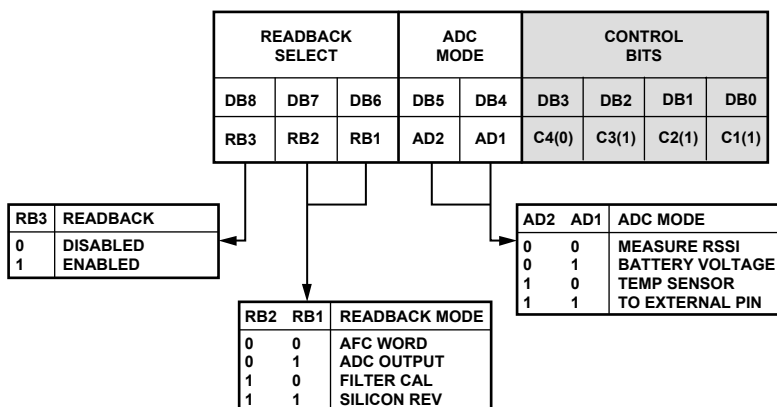 READBACK SELECT ADC MODE CONTROL BITS
DB8 DB7 DB6 DB5 DB4 DB3 DB2 DB1 DB0
RB3 RB2 RB1 AD2 AD1 C4(0) C3(1) C2(1) C1(1)
RB3 READBACK
0 DISABLED
1 ENABLED
AD2 AD1 ADC MODE
0 0 MEASURE RSSI
0 1 BATTERY VOLTAGE
1 0 TEMP SENSOR
1 1 TO EXTERNAL PIN
RB2 RB1 READBACK MODE
0 0 AFC WORD
0 1 ADC OUTPUT
1 0 FILTER CAL
1 1 SILICON REV